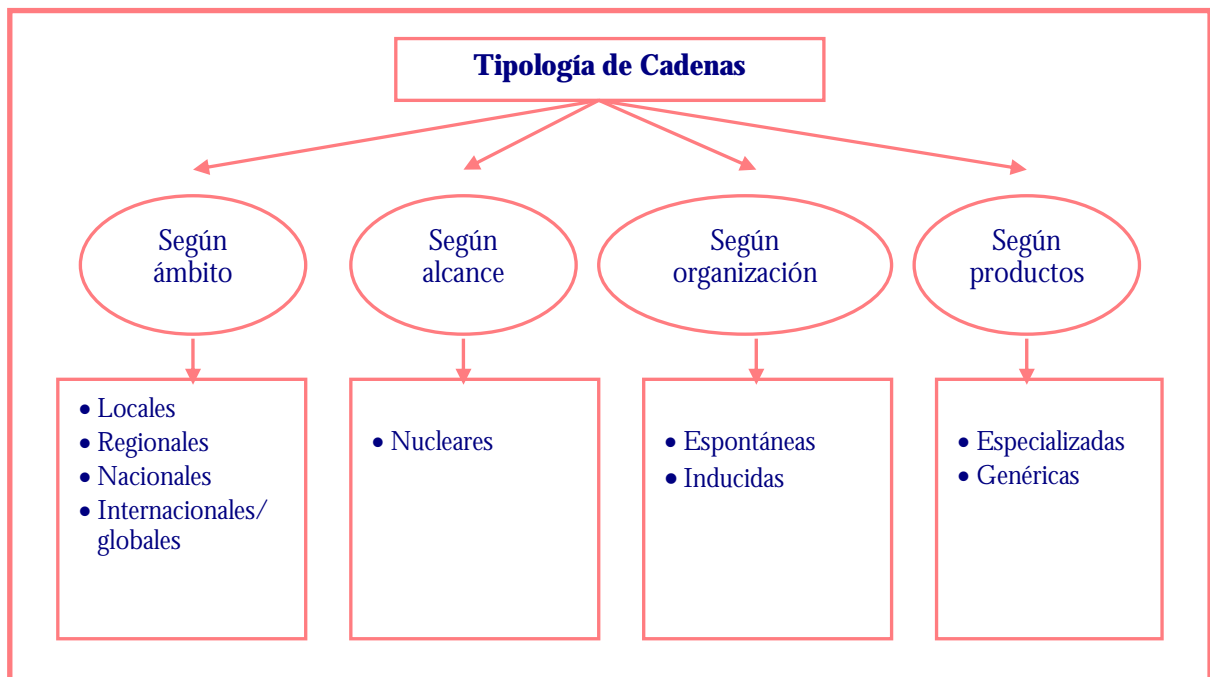 Tipología de Cadenas
Según
ámbito
Según
alcance
Según
organización
Según
productos
• Locales
• Regionales
• Nacionales
• Internacionales/
globales
• Nucleares
• Espontáneas
• Inducidas
• Especializadas
• Genéricas